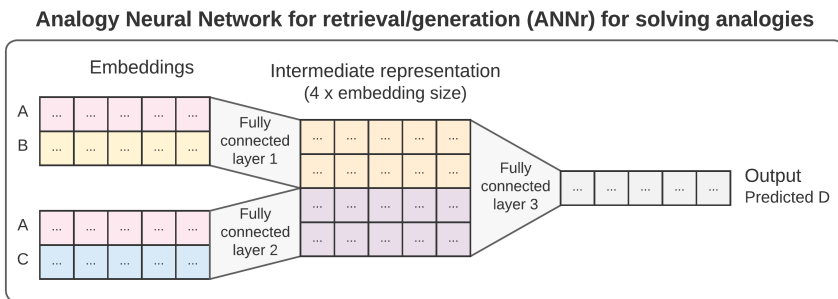 Analogy Neural Network for retrieval/generation (ANNr) for solving analogies
Embeddings
Intermediate representation
(4 x embedding size)
A
... ... ... ... ...
B
... ... ... ... ...
Fully
connected
layer 1
A
... ... ... ... ...
C
... ... ... ... ...
Fully
connected
layer 2
... ... ... ... ...
... ... ... ... ...
... ... ... ... ...
... ... ... ... ...
Fully
connected
layer 3
... ... ... ... ...
Output
Predicted D